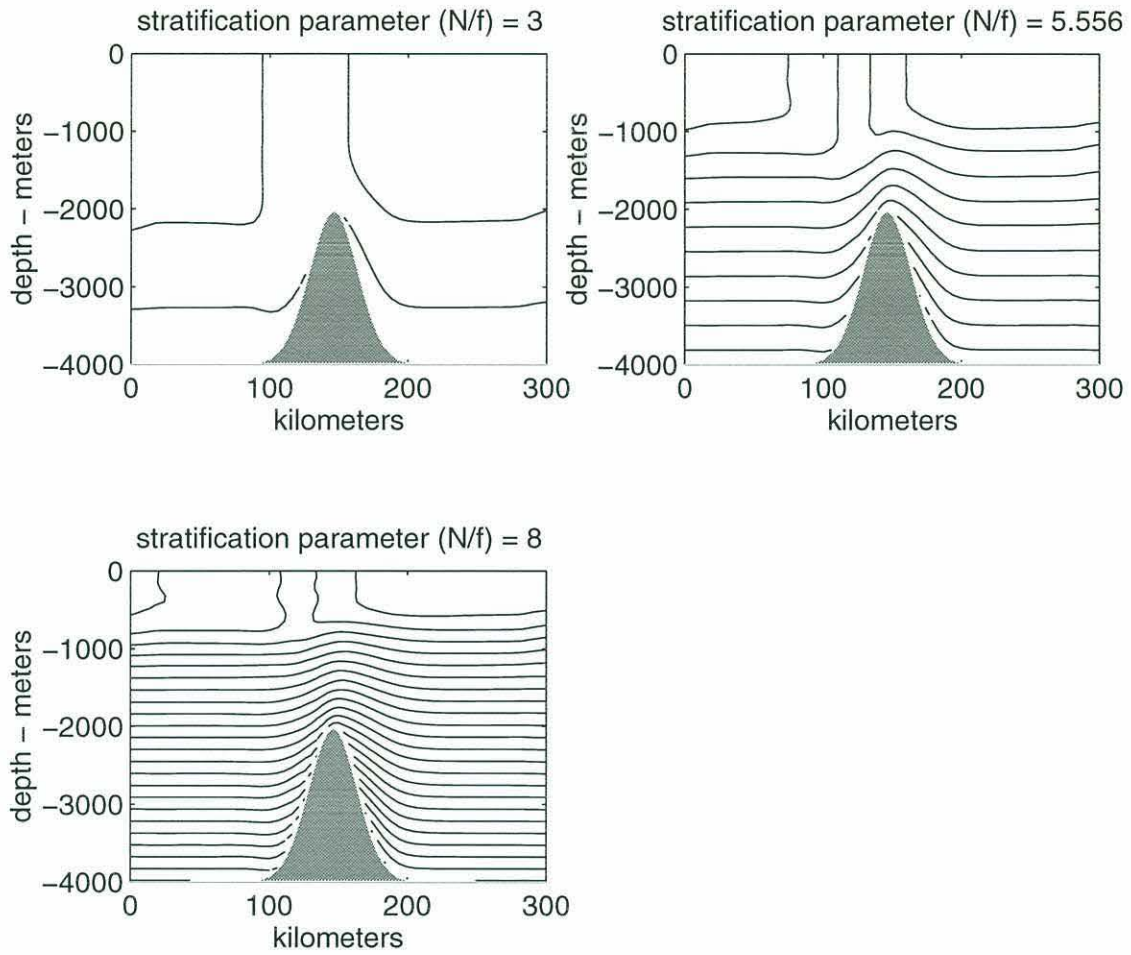 stratification parameter (N/f) = 3
0
−1000
−2000
−3000
−4000
depth − meters
0 100 200 300
kilometers
stratification parameter (N/f) = 5.556
0
−1000
−2000
−3000
−4000
depth − meters
0 100 200 300
kilometers
stratification parameter (N/f) = 8
0
−1000
−2000
−3000
−4000
depth − meters
0 100 200 300
kilometers